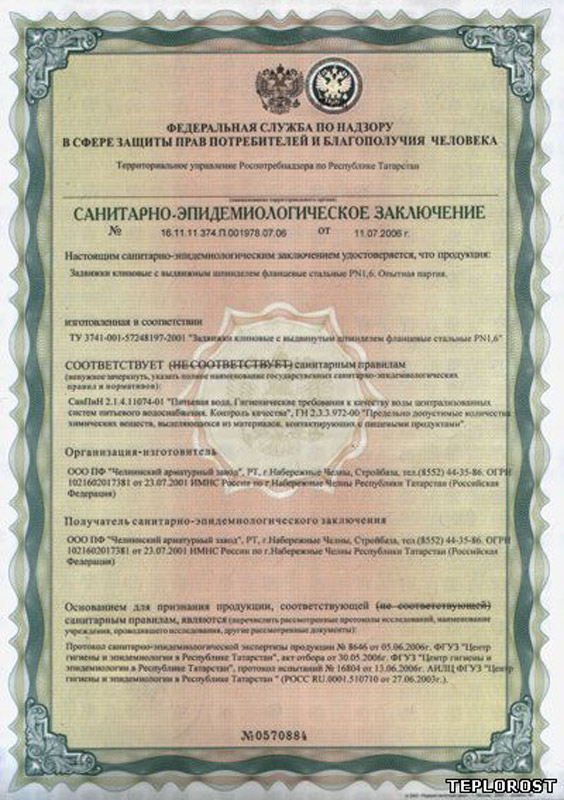 ФЕДЕРАЛЬНАЯ СЛУЖБА ПО НАДЗОРУ
В СФЕРЕ ЗАЩИТЫ ПРАВ ПОТРЕБИТЕЛЕЙ И БЛАГОПОЛУЧИЯ ЧЕЛОВЕКА
Территориальное управление Роспотребнадзора по Республике Татарстан
(наименование территориального органа)
САНИТАРНО-ЭПИДЕМИОЛОГИЧЕСКОЕ ЗАКЛЮЧЕНИЕ
№ 16.11.11.374.П.001978.07.06 от 11.07.2006 г.
Настоящим санитарно-эпидемиологическим заключением удостоверяется, что продукция:
Задвижки клиновые с выдвижным шпинделем фланцевые стальные PN1,6. Опытная партия.
изготовленная в соответствии
ТУ 3741-001-57248197-2001 "Задвижки клиновые с выдвинутым шпинделем фланцевые стальные PN1,6"
СООТВЕТСТВУЕТ (НЕ СООТВЕТСТВУЕТ) санитарным правилам
(ненужное зачеркнуть, указать полное наименование государственных санитарно-эпидемиологических
правил и нормативов):
СанПиН 2.1.4.11074-01 "Питьевая вода. Гигиенические требования к качеству воды централизованных
систем питьевого водоснабжения. Контроль качества", ГН 2.3.3.972-00 "Предельно допустимые количества
химических веществ, выделяющихся из материалов, контактирующих с пищевыми продуктами".
Организация-изготовитель
ООО ПФ "Челнинский арматурный завод", РТ, г.Набережные Челны, Стройбаза, тел.(8552) 44-35-86. ОГРН
1021602017381 от 23.07.2001 ИМНС России по г.Набережные Челны Республики Татарстан (Российская
Федерация)
Получатель санитарно-эпидемиологического заключения
ООО ПФ "Челнинский арматурный завод", РТ, г.Набережные Челны, Стройбаза, тел.(8552) 44-35-86. ОГРН
1021602017381 от 23.07.2001 ИМНС России по г.Набережные Челны Республики Татарстан (Российская
Федерация)
Основанием для признания продукции, соответствующей (не соответствующей)
санитарным правилам, являются (перечислить рассмотренные протоколы исследований, наименование
учреждения, проводившего исследования, другие рассмотренные документы):
Протокол санитарно-эпидемической экспертизы продукции № 8646 от 05.06.2006г. ФГУЗ "Центр
гигиены и эпидемиологии в Республике Татарстан", акт отбора от 30.05.2006г. ФГУЗ "Центр гигиены и
эпидемиологии в Республике Татарстан", протокол испытаний № 16804 от 13.06.2006г. АИЛЦ ФГУЗ "Центр
гигиены и эпидемиологии в Республике Татарстан " (РОСС RU.0001.510710 от 27.06.2003г.).
№0570884
TEPLOROST